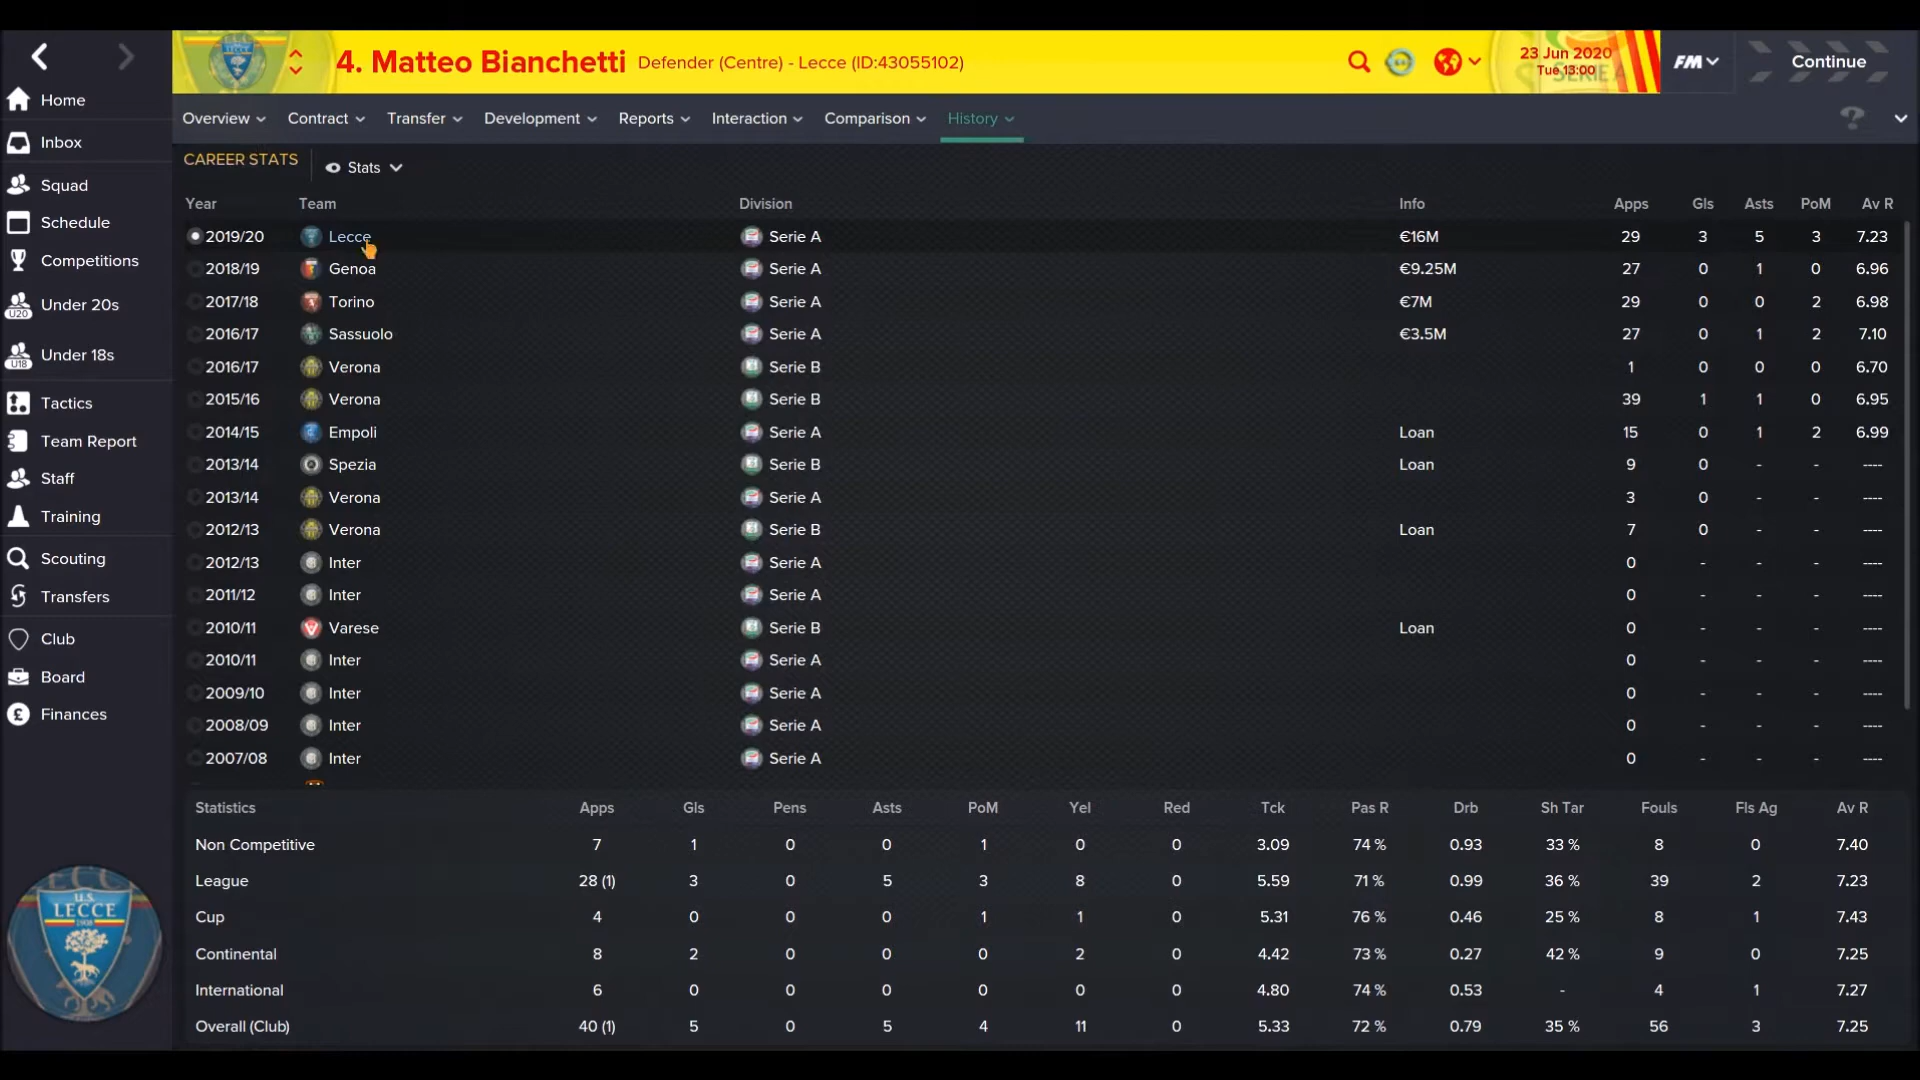 4. Matteo Bianchetti Defender (Centre) - Lecce (ID:43055102)
23 Jun 2020
Tue 13:00
FM
Continue
Home
Inbox
Squad
Schedule
Competitions
U20 Under 20s
U18 Under 18s
Tactics
Team Report
Staff
Training
Scouting
Transfers
Club
Board
Finances
U.S.
LECCE
1908
Overview Contract Transfer Development Reports Interaction Comparison History
CAREER STATS Stats
Year Team Division Info Apps Gls Asts PoM Av R
2019/20 Lecce Serie A €16M 29 3 5 3 7.23
2018/19 Genoa Serie A €9.25M 27 0 1 0 6.96
2017/18 Torino Serie A €7M 29 0 0 2 6.98
2016/17 Sassuolo Serie A €3.5M 27 0 1 2 7.10
2016/17 Verona Serie B 1 0 0 0 6.70
2015/16 Verona Serie B 39 1 1 0 6.95
2014/15 Empoli Serie A Loan 15 0 1 2 6.99
2013/14 Spezia Serie B Loan 9 0 - - ----
2013/14 Verona Serie A 3 0 - - ----
2012/13 Verona Serie B Loan 7 0 - - ----
2012/13 Inter Serie A 0 - - - ----
2011/12 Inter Serie A 0 - - - ----
2010/11 Varese Serie B Loan 0 - - - ----
2010/11 Inter Serie A 0 - - - ----
2009/10 Inter Serie A 0 - - - ----
2008/09 Inter Serie A 0 - - - ----
2007/08 Inter Serie A 0 - - - ----
Statistics Apps Gls Pens Asts PoM Yel Red Tck Pas R Drb Sh Tar Fouls Fls Ag Av R
Non Competitive 7 1 0 0 1 0 0 3.09 74 % 0.93 33 % 8 0 7.40
League 28 (1) 3 0 5 3 8 0 5.59 71 % 0.99 36 % 39 2 7.23
Cup 4 0 0 0 1 1 0 5.31 76 % 0.46 25 % 8 1 7.43
Continental 8 2 0 0 0 2 0 4.42 73 % 0.27 42 % 9 0 7.25
International 6 0 0 0 0 0 0 4.80 74 % 0.53 - 4 1 7.27
Overall (Club) 40 (1) 5 0 5 4 11 0 5.33 72 % 0.79 35 % 56 3 7.25